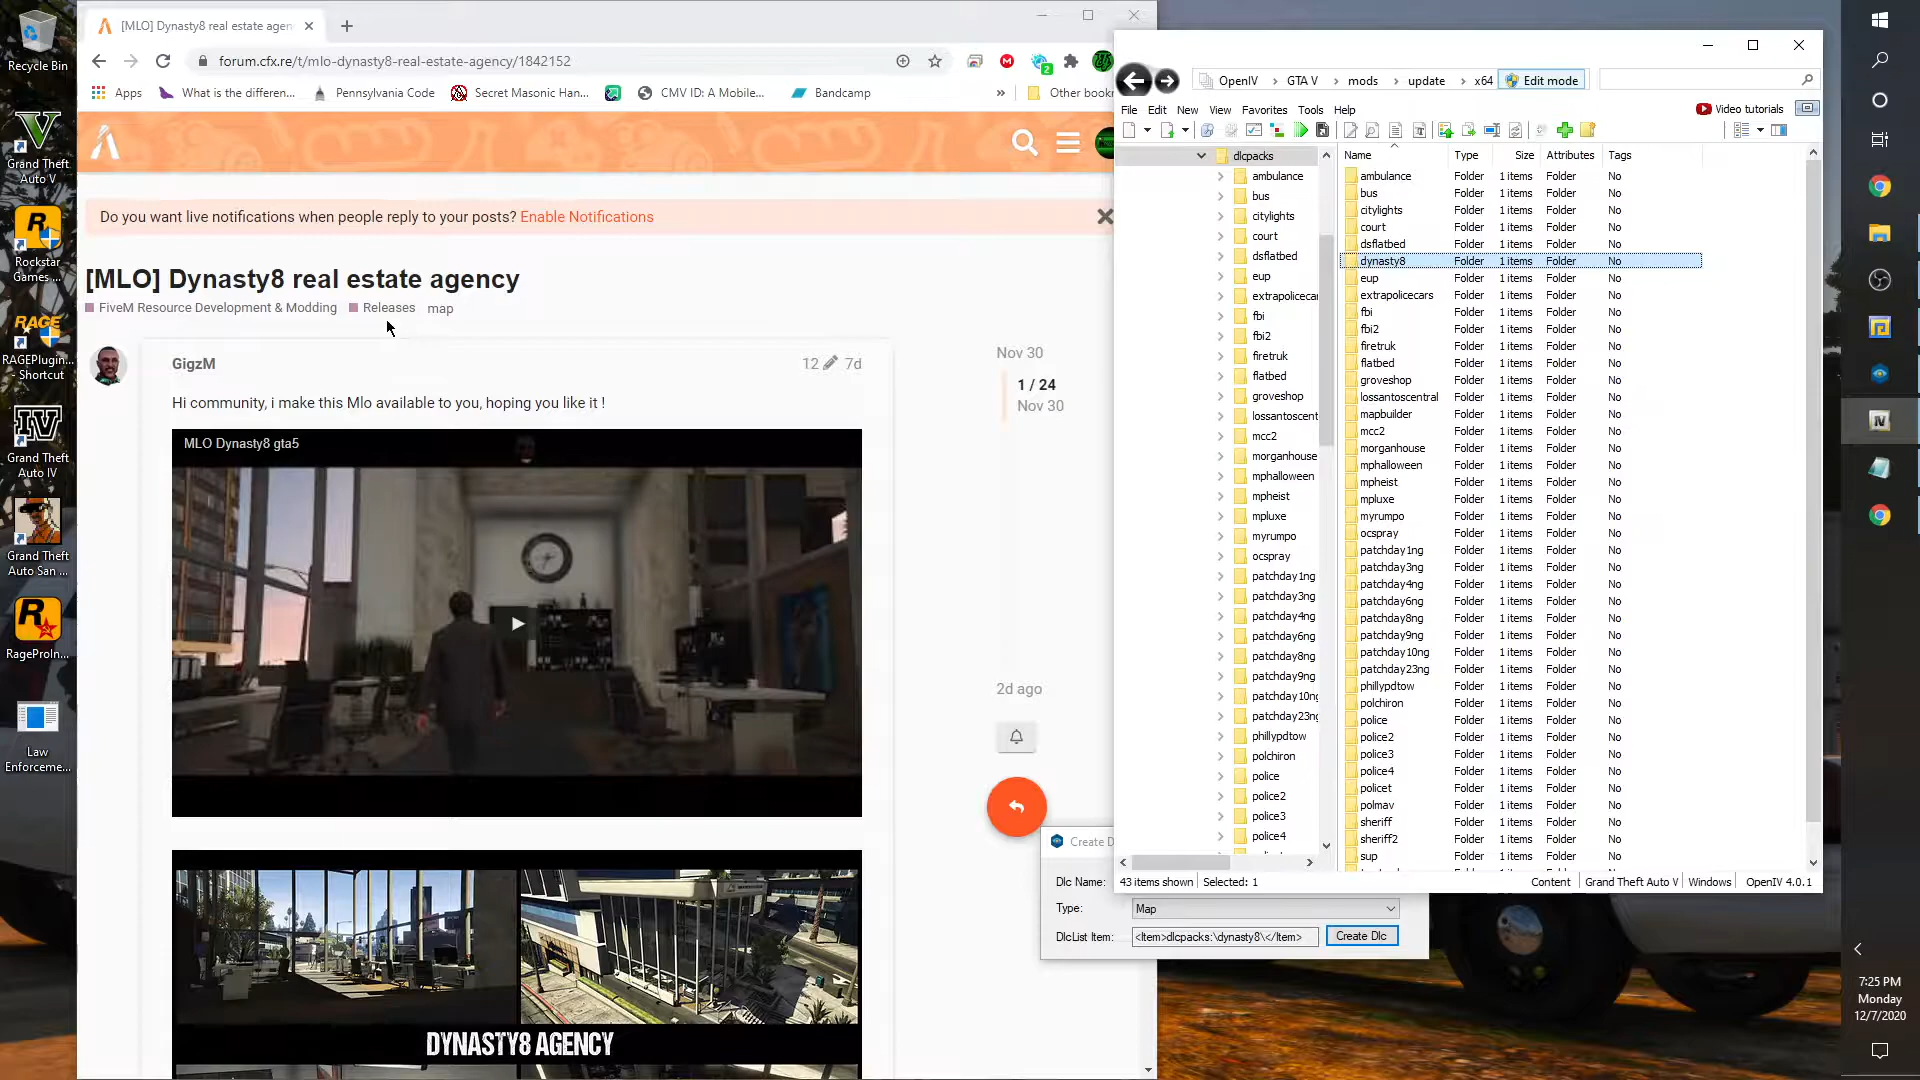 Recycle Bin
Grand Theft
Auto V
Rockstar
Games ...
RAGEPlugin...
- Shortcut
Grand Theft
Auto IV
Grand Theft
Auto San ...
RageProIn...
Law
Enforceme...
[MLO] Dynasty8 real estate agen
forum.cfx.re/t/mlo-dynasty8-real-estate-agency/1842152
Apps
What is the differen...
Pennsylvania Code
Secret Masonic Han...
CMV ID: A Mobile...
Bandcamp
»
Other bookr
Do you want live notifications when people reply to your posts? Enable Notifications
[MLO] Dynasty8 real estate agency
FiveM Resource Development & Modding
Releases
map
GigzM
12
7d
Hi community, i make this Mlo available to you, hoping you like it !
MLO Dynasty8 gta5
DYNASTY8 AGENCY
Nov 30
1 / 24
Nov 30
2d ago
OpenIV
GTA V
mods
update
x64
Edit mode
File
Edit
New
View
Favorites
Tools
Help
Video tutorials
dlcpacks
ambulance
bus
citylights
court
dsflatbed
eup
extrapolicecar
fbi
fbi2
firetruk
flatbed
groveshop
lossantoscent
mcc2
morganhouse
mphalloween
mpheist
mpluxe
myrumpo
ocspray
patchday1ng
patchday3ng
patchday4ng
patchday6ng
patchday8ng
patchday9ng
patchday10ng
patchday23ng
phillypdtow
polchiron
police
police2
police3
police4
Name Type Size Attributes Tags
ambulance Folder 1 items Folder No
bus Folder 1 items Folder No
citylights Folder 1 items Folder No
court Folder 1 items Folder No
dsflatbed Folder 1 items Folder No
dynasty8 Folder 1 items Folder No
eup Folder 1 items Folder No
extrapolicecars Folder 1 items Folder No
fbi Folder 1 items Folder No
fbi2 Folder 1 items Folder No
firetruk Folder 1 items Folder No
flatbed Folder 1 items Folder No
groveshop Folder 1 items Folder No
lossantoscentral Folder 1 items Folder No
mapbuilder Folder 1 items Folder No
mcc2 Folder 1 items Folder No
morganhouse Folder 1 items Folder No
mphalloween Folder 1 items Folder No
mpheist Folder 1 items Folder No
mpluxe Folder 1 items Folder No
myrumpo Folder 1 items Folder No
ocspray Folder 1 items Folder No
patchday1ng Folder 1 items Folder No
patchday3ng Folder 1 items Folder No
patchday4ng Folder 1 items Folder No
patchday6ng Folder 1 items Folder No
patchday8ng Folder 1 items Folder No
patchday9ng Folder 1 items Folder No
patchday10ng Folder 1 items Folder No
patchday23ng Folder 1 items Folder No
phillypdtow Folder 1 items Folder No
polchiron Folder 1 items Folder No
police Folder 1 items Folder No
police2 Folder 1 items Folder No
police3 Folder 1 items Folder No
police4 Folder 1 items Folder No
policet Folder 1 items Folder No
polmav Folder 1 items Folder No
sheriff Folder 1 items Folder No
sheriff2 Folder 1 items Folder No
sup Folder 1 items Folder No
43 items shown
Selected: 1
Content
Grand Theft Auto V
Windows
OpenIV 4.0.1
Create D
Dlc Name:
Type:
Map
DlcList Item:
<Item>dlcpacks:\dynasty8\</Item>
Create Dlc
7:25 PM
Monday
12/7/2020